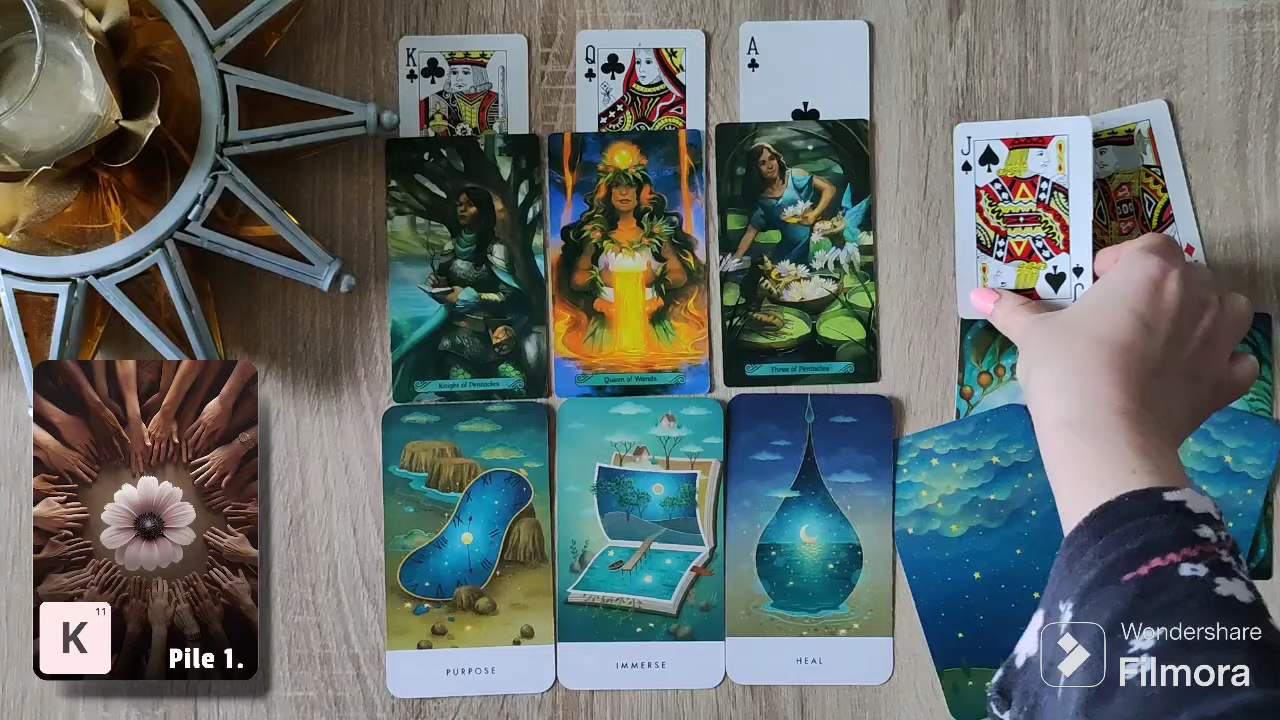 K
Q
A
J
J
Knight of Pentacles
Queen of Wands
Three of Pentacles
PURPOSE
IMMERSE
HEAL
K
11
Pile 1.
Wondershare
Filmora